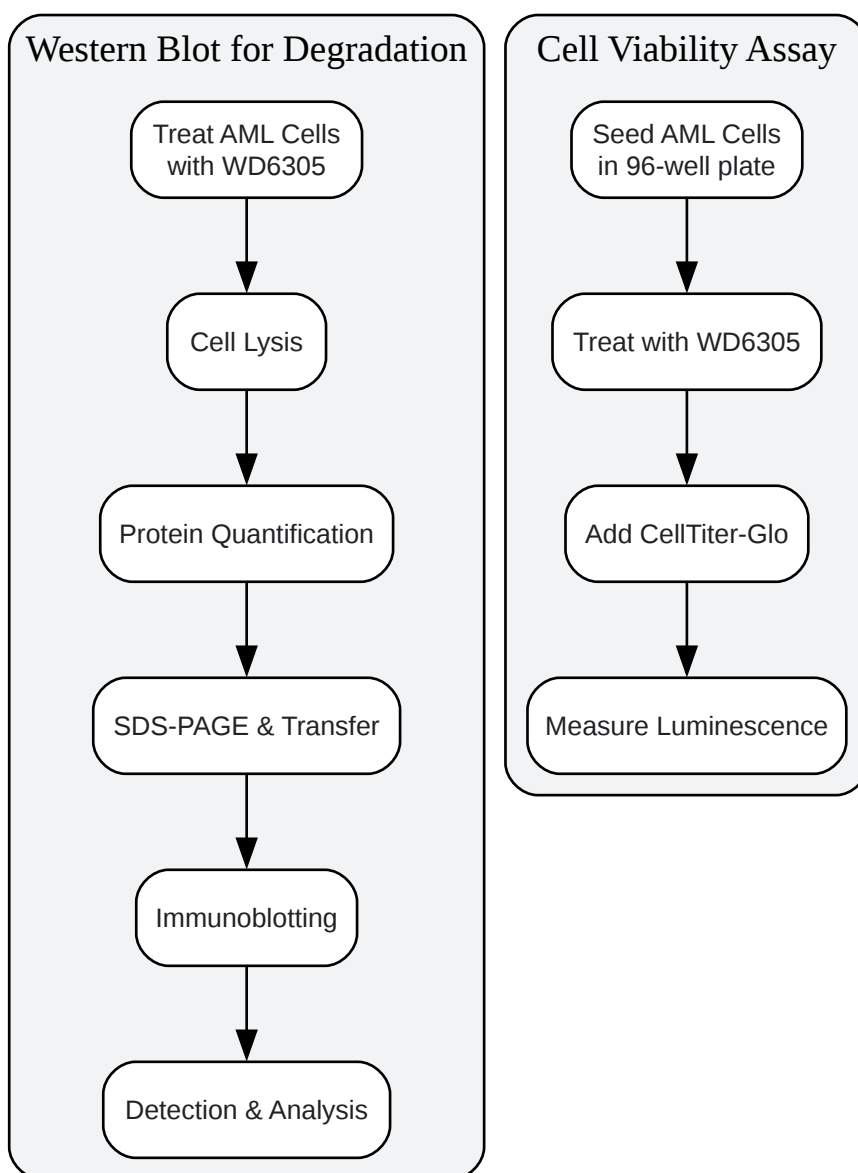 Western Blot for Degradation
Treat AML Cells
with WD6305
Cell Lysis
Protein Quantification
SDS-PAGE & Transfer
Immunoblotting
Detection & Analysis
Cell Viability Assay
Seed AML Cells
in 96-well plate
Treat with WD6305
Add CellTiter-Glo
Measure Luminescence